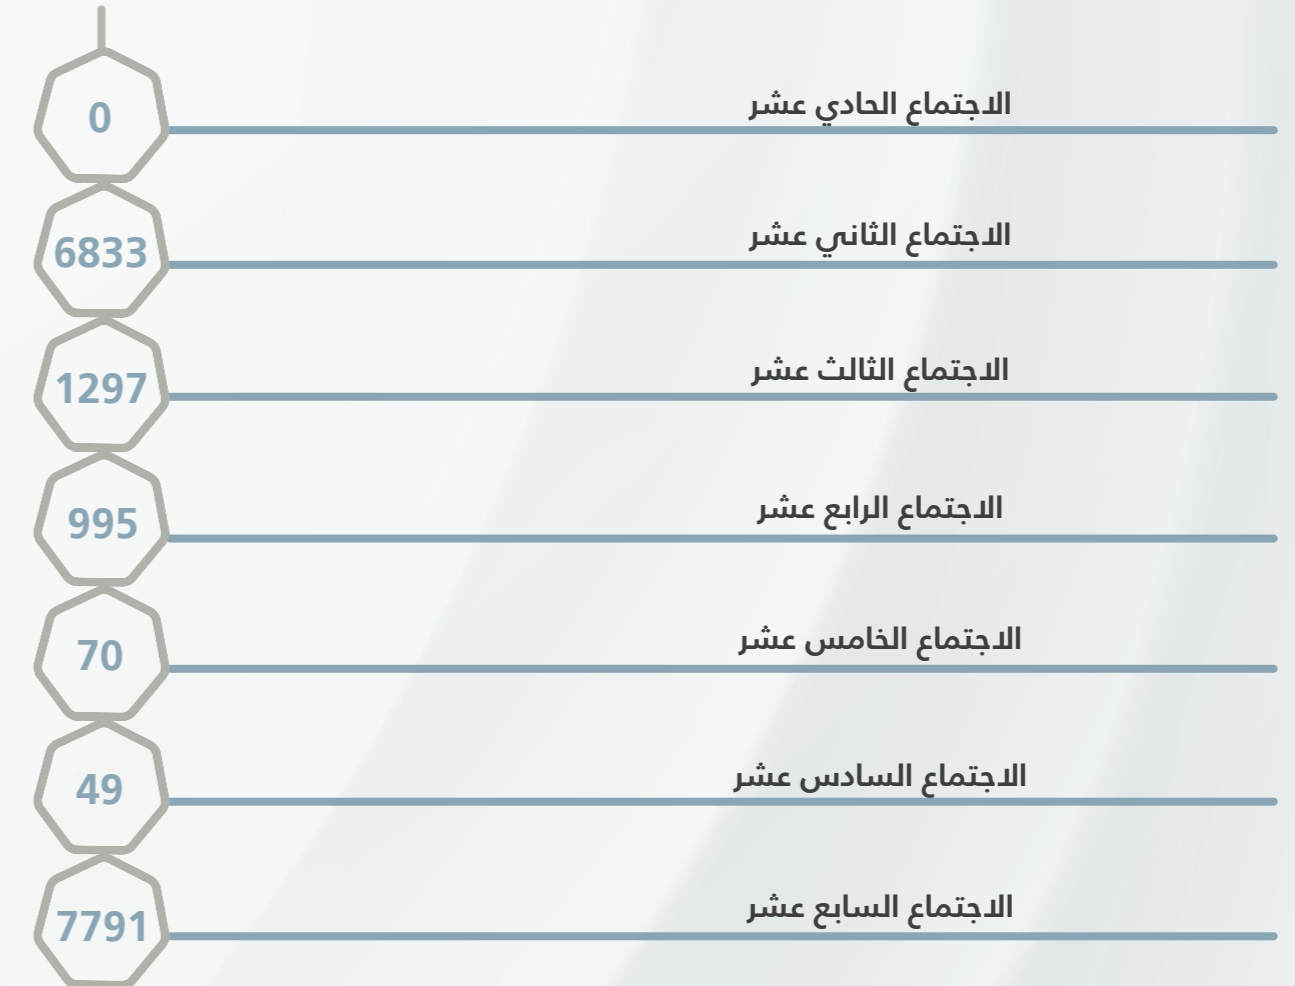 الاجتماع الحادي عشر
0
الاجتماع الثاني عشر
6833
الاجتماع الثالث عشر
1297
الاجتماع الرابع عشر
995
الاجتماع الخامس عشر
70
الاجتماع السادس عشر
49
الاجتماع السابع عشر
7791